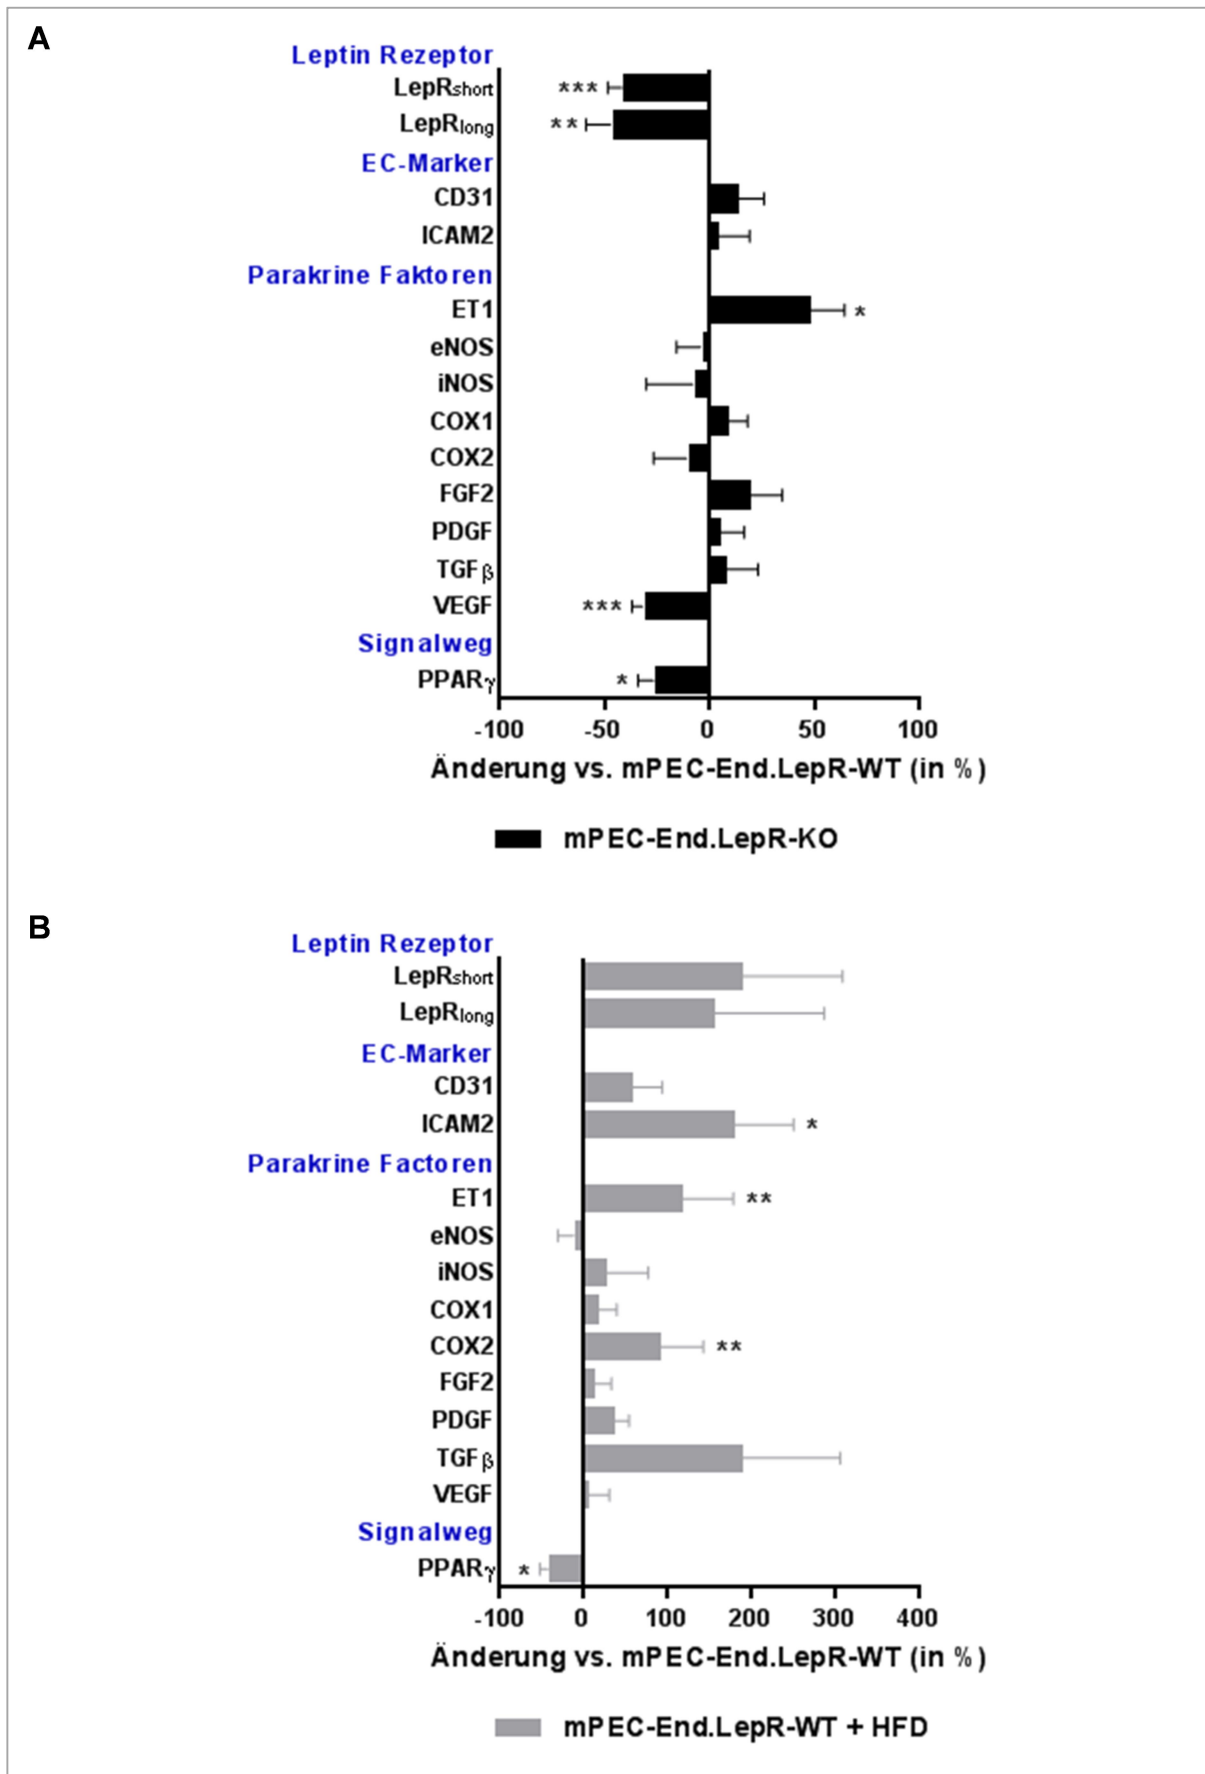 A
Leptin Rezeptor
LepRshort
***
LepRlong
**
EC-Marker
CD31
ICAM2
Parakrine Faktoren
ET1
*
eNOS
iNOS
COX1
COX2
FGF2
PDGF
TGFβ
VEGF
***
Signalweg
PPARγ
*
-100 -50 0 50 100
Änderung vs. mPEC-End.LepR-WT (in %)
mPEC-End.LepR-KO
B
Leptin Rezeptor
LepRshort
LepRlong
EC-Marker
CD31
ICAM2
*
Parakrine Factoren
ET1
**
eNOS
iNOS
COX1
COX2
**
FGF2
PDGF
TGFβ
VEGF
Signalweg
PPARγ
*
-100 0 100 200 300 400
Änderung vs. mPEC-End.LepR-WT (in %)
mPEC-End.LepR-WT + HFD